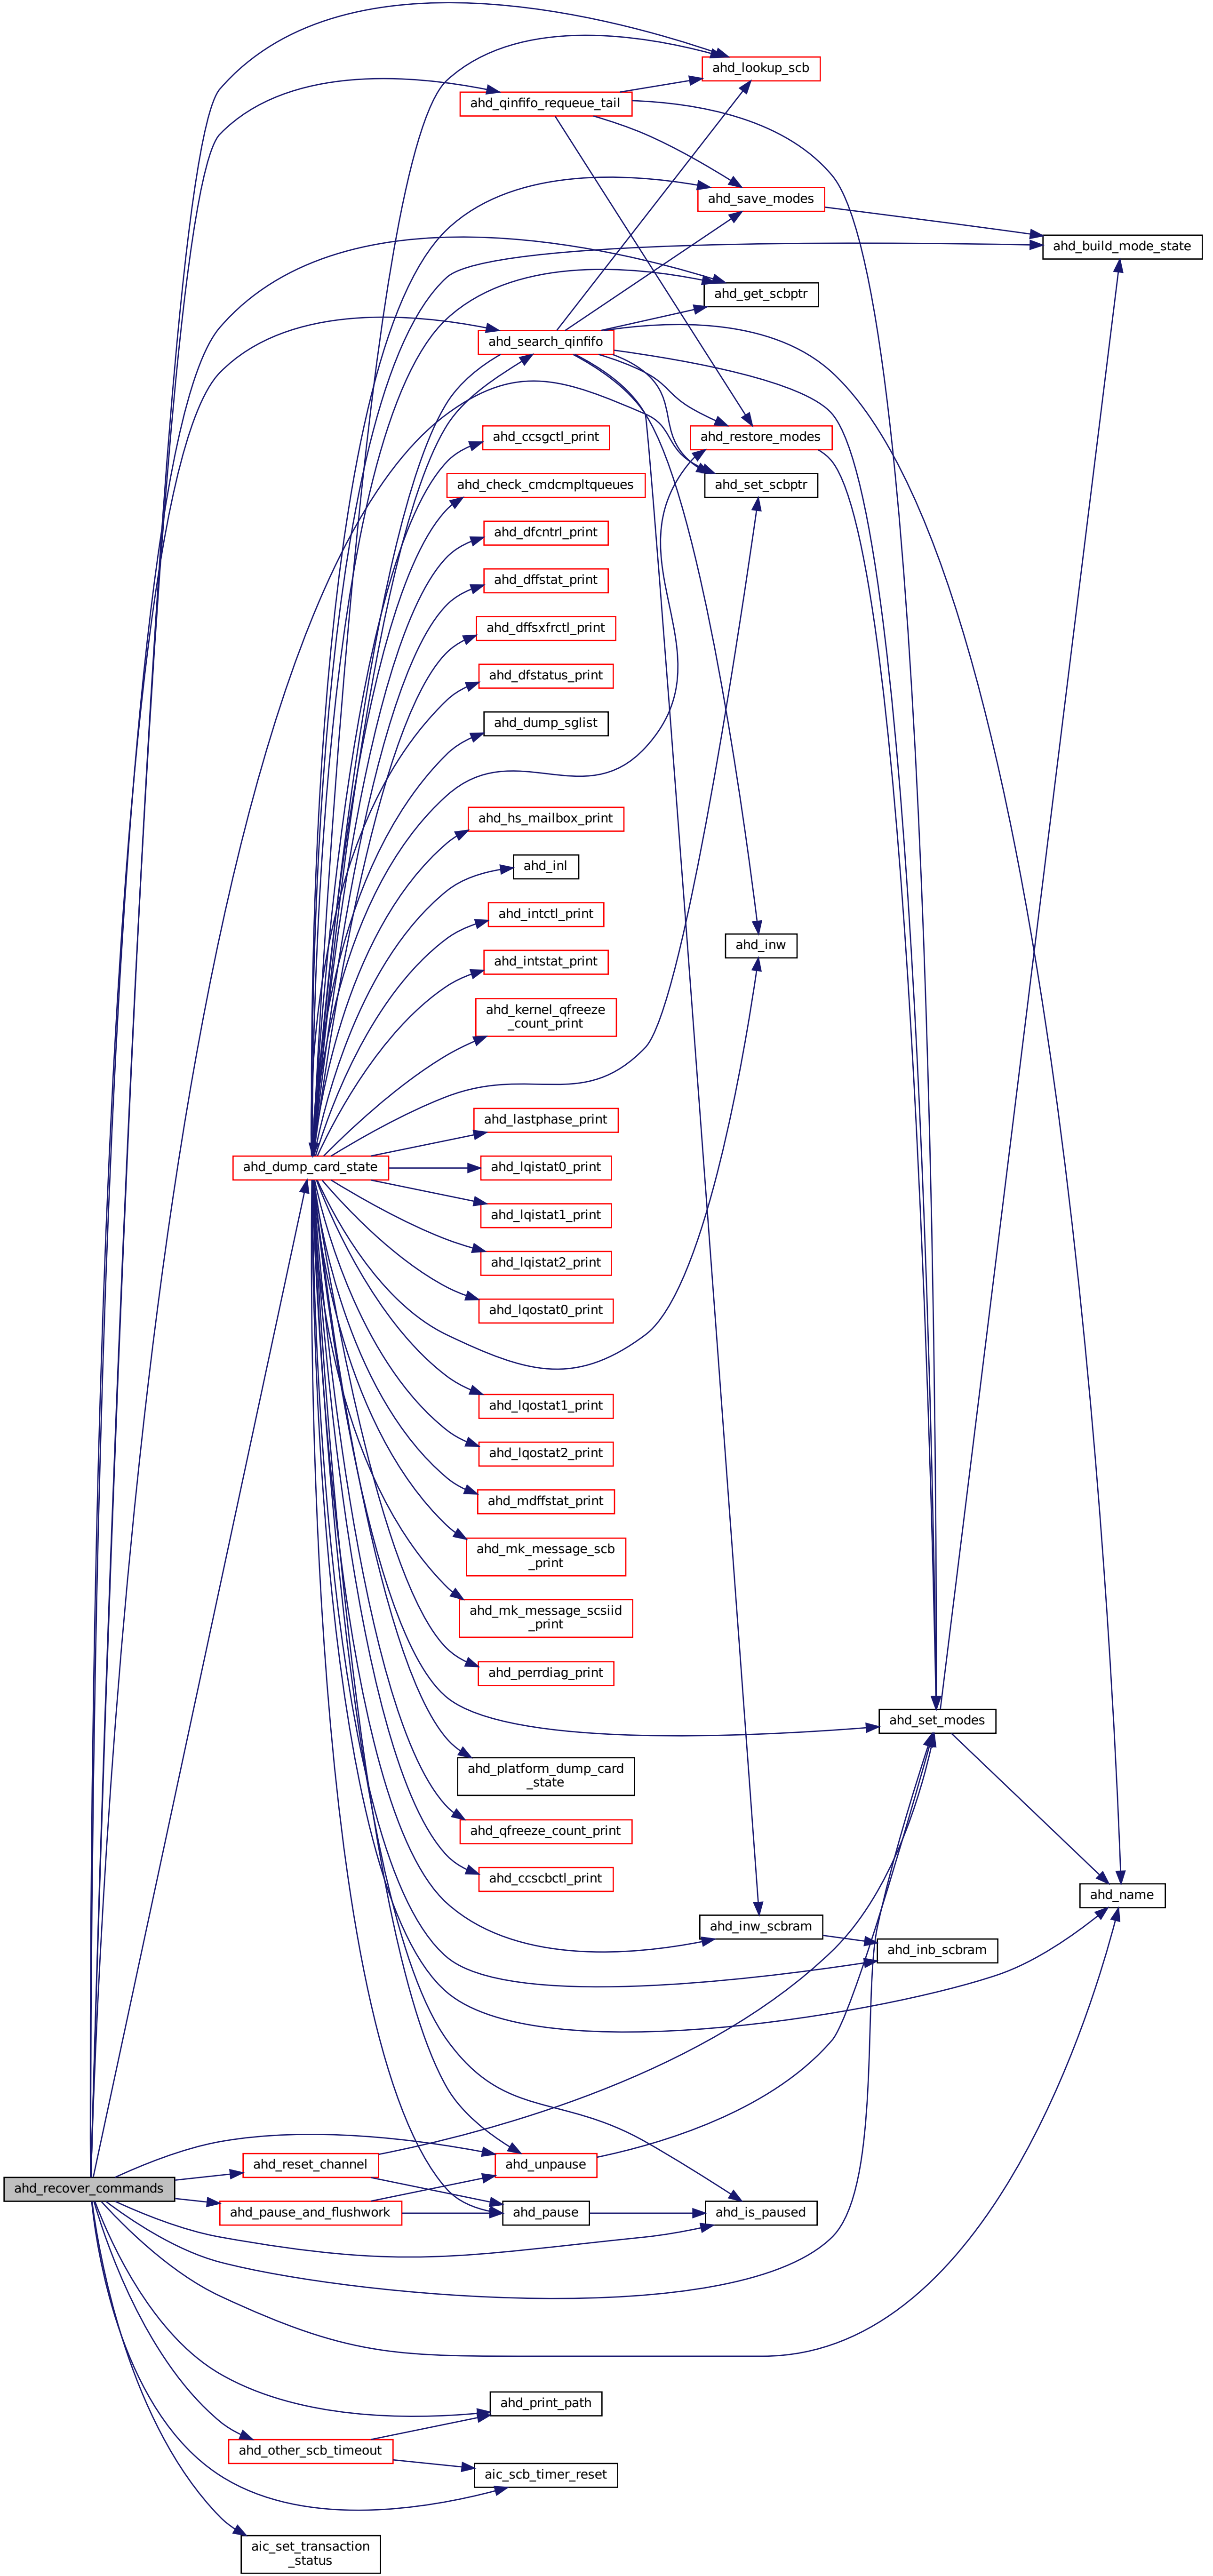 ahd_lookup_scb
ahd_qinfifo_requeue_tail
ahd_save_modes
ahd_build_mode_state
ahd_get_scbptr
ahd_search_qinfifo
ahd_ccsgctl_print
ahd_restore_modes
ahd_check_cmdcmpltqueues
ahd_set_scbptr
ahd_dfcntrl_print
ahd_dffstat_print
ahd_dffsxfrctl_print
ahd_dfstatus_print
ahd_dump_sglist
ahd_hs_mailbox_print
ahd_inl
ahd_intctl_print
ahd_inw
ahd_intstat_print
ahd_kernel_qfreeze
_count_print
ahd_lastphase_print
ahd_dump_card_state
ahd_lqistat0_print
ahd_lqistat1_print
ahd_lqistat2_print
ahd_lqostat0_print
ahd_lqostat1_print
ahd_lqostat2_print
ahd_mdffstat_print
ahd_mk_message_scb
_print
ahd_mk_message_scsiid
_print
ahd_perrdiag_print
ahd_set_modes
ahd_platform_dump_card
_state
ahd_qfreeze_count_print
ahd_ccscbctl_print
ahd_name
ahd_inw_scbram
ahd_inb_scbram
ahd_reset_channel
ahd_unpause
ahd_recover_commands
ahd_pause_and_flushwork
ahd_pause
ahd_is_paused
ahd_print_path
ahd_other_scb_timeout
aic_scb_timer_reset
aic_set_transaction
_status